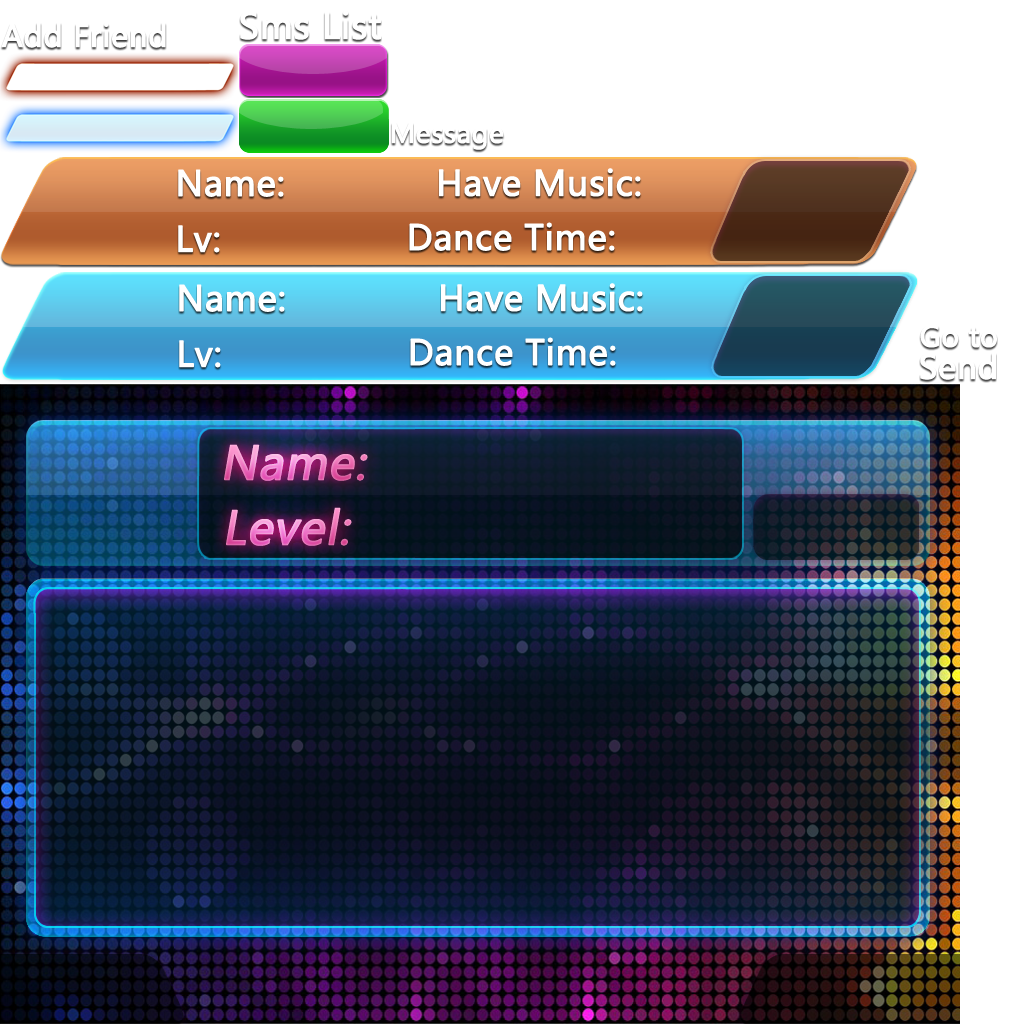 Add Friend
Sms List
Message
Name:
Have Music:
Lv:
Dance Time:
Name:
Have Music:
Lv:
Dance Time:
Go to
Send
Name:
Level: